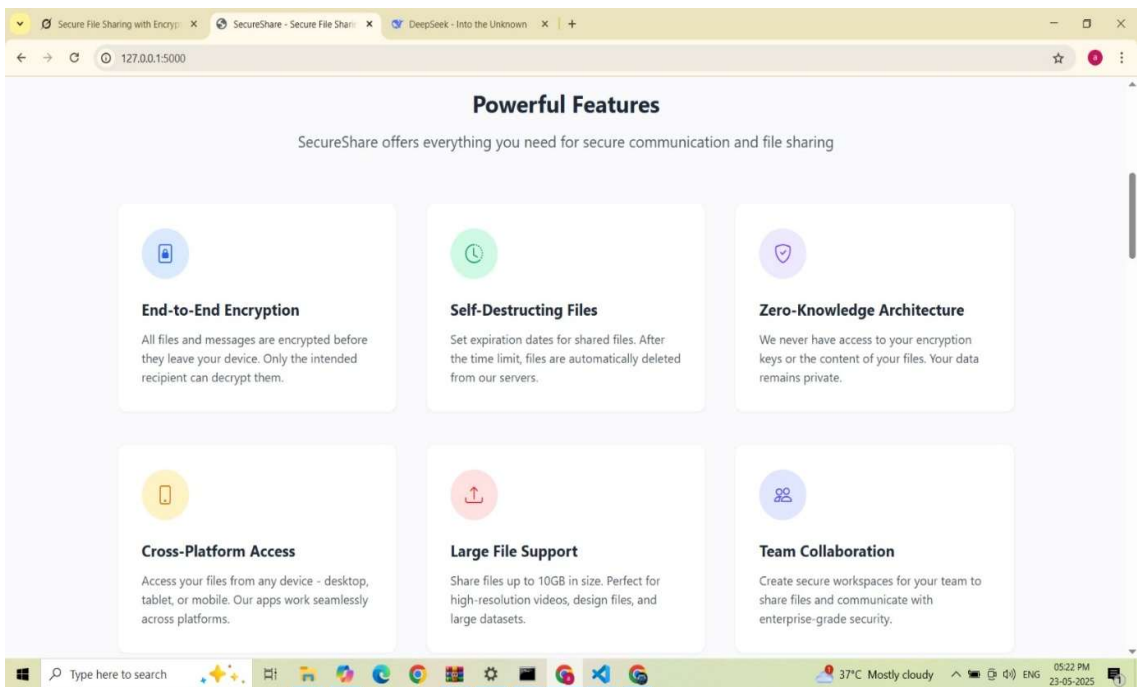 Secure File Sharing with Encryp
SecureShare - Secure File Shari
DeepSeek - Into the Unknown
127.0.0.1:5000
a
Powerful Features
SecureShare offers everything you need for secure communication and file sharing
End-to-End Encryption
All files and messages are encrypted before
they leave your device. Only the intended
recipient can decrypt them.
Self-Destructing Files
Set expiration dates for shared files. After
the time limit, files are automatically deleted
from our servers.
Zero-Knowledge Architecture
We never have access to your encryption
keys or the content of your files. Your data
remains private.
Cross-Platform Access
Access your files from any device - desktop,
tablet, or mobile. Our apps work seamlessly
across platforms.
Large File Support
Share files up to 10GB in size. Perfect for
high-resolution videos, design files, and
large datasets.
Team Collaboration
Create secure workspaces for your team to
share files and communicate with
enterprise-grade security.
Type here to search
37°C Mostly cloudy
ENG
05:22 PM
23-05-2025
1